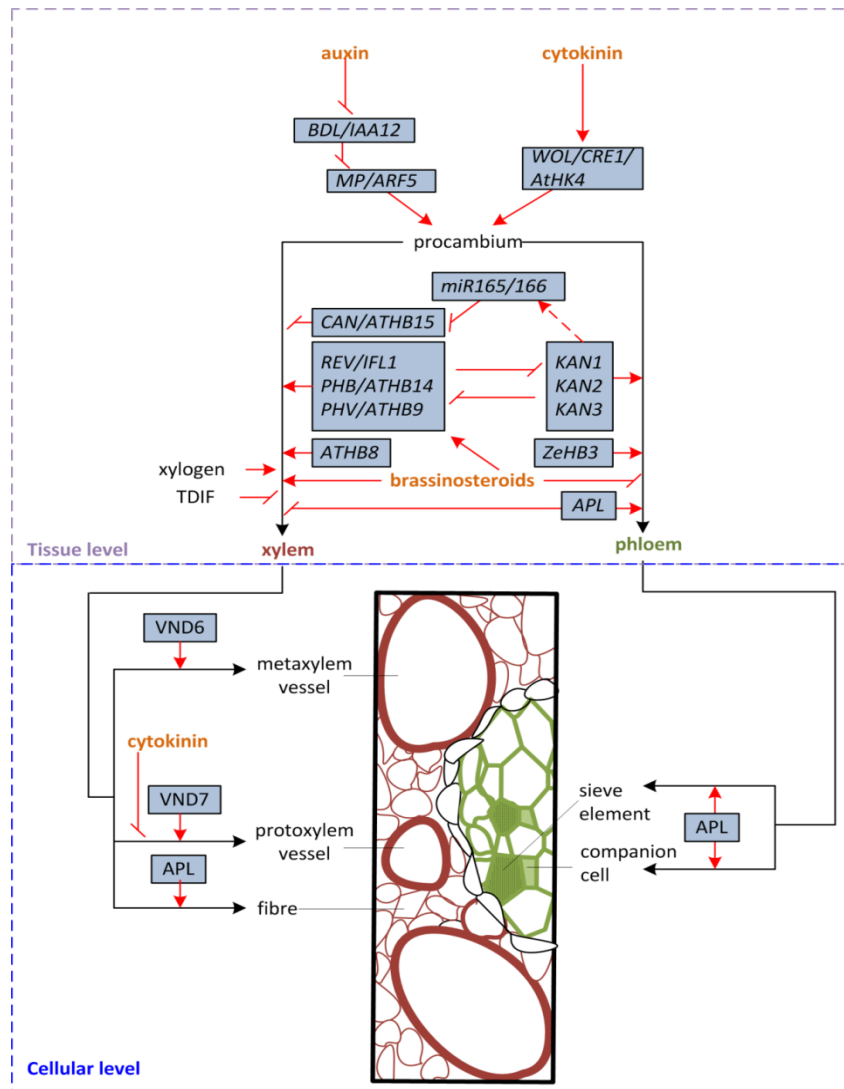 auxin
cytokinin
BDL/IAA12
MP/ARF5
WOL/CRE1/
AtHK4
procambium
miR165/166
CAN/ATHB15
REV/IFL1
PHB/ATHB14
PHV/ATHB9
KAN1
KAN2
KAN3
ATHB8
ZeHB3
xylogen
brassinosteroids
TDIF
APL
Tissue level
xylem
phloem
VND6
metaxylem
vessel
cytokinin
VND7
protoxylem
vessel
APL
fibre
sieve
element
APL
companion
cell
Cellular level